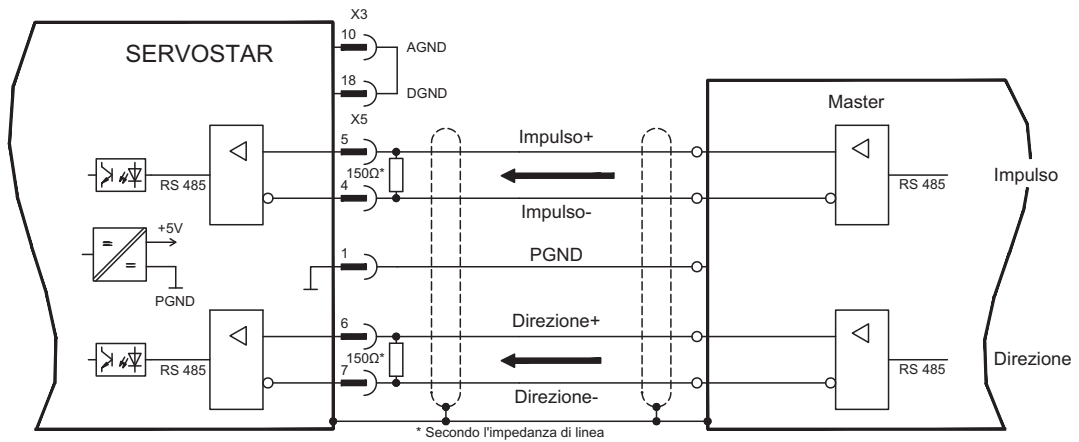 X3
10
AGND
SERVOSTAR
18
DGND
Master
X5
5
Impulso+
150Ω*
RS 485
RS 485
Impulso
4
Impulso-
+5V
1
PGND
PGND
6
Direzione+
150Ω*
RS 485
RS 485
Direzione
7
Direzione-
* Secondo l'impedanza di linea